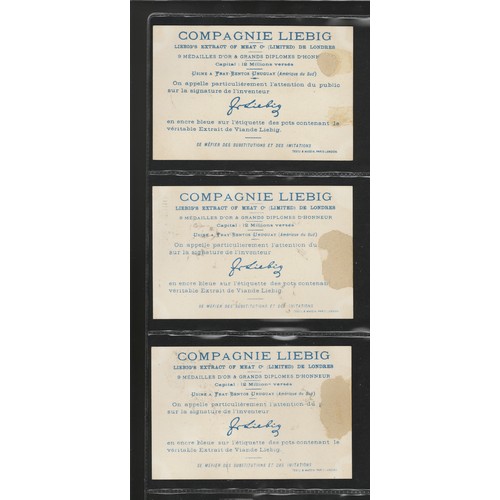 COMPAGNIE LIEBIG
LIEBIG'S EXTRACT OF MEAT Cº (LIMITED) DE LONDRES
9 MÉDAILLES D'OR & GRANDS DIPLOMES D'HONNEUR
Capital : 12 Millions versés
USINE A FRAY BENTOS URUGUAY (Amérique du Sud)
On appelle particulièrement l'attention du public
sur la signature de l'inventeur
J v Liebig
en encre bleue sur l'étiquette des pots contenant le
véritable Extrait de Viande Liebig.
SE MÉFIER DES SUBSTITUTIONS ET DES IMITATIONS
COMPAGNIE LIEBIG
LIEBIG'S EXTRACT OF MEAT Cº (LIMITED) DE LONDRES
9 MÉDAILLES D'OR & GRANDS DIPLOMES D'HONNEUR
Capital : 12 Millions versés
USINE A FRAY BENTOS URUGUAY (Amérique du Sud)
On appelle particulièrement l'attention du
sur la signature de l'inventeur
J v Liebig
en encre bleue sur l'étiquette des pots contenant
véritable Extrait de Viande Liebig.
SE MÉFIER DES SUBSTITUTIONS ET DES IMITATIONS
COMPAGNIE LIEBIG
LIEBIG'S EXTRACT OF MEAT Cº (LIMITED) DE LONDRES
9 MÉDAILLES D'OR & GRANDS DIPLOMES D'HONNEUR
Capital : 12 Millions versés
USINE A FRAY BENTOS URUGUAY (Amérique du Sud)
On appelle particulièrement l'attention du
sur la signature de l'inventeur
J v Liebig
en encre bleue sur l'étiquette des pots contenant le
véritable Extrait de Viande Liebig.
SE MÉFIER DES SUBSTITUTIONS ET DES IMITATIONS